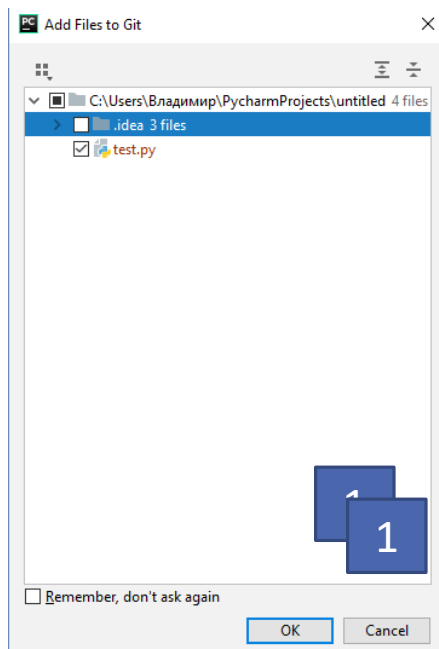 PC Add Files to Git
C:\Users\Владимир\PycharmProjects\untitled 4 files
.idea 3 files
test.py
1
1
Remember, don't ask again
OK
Cancel